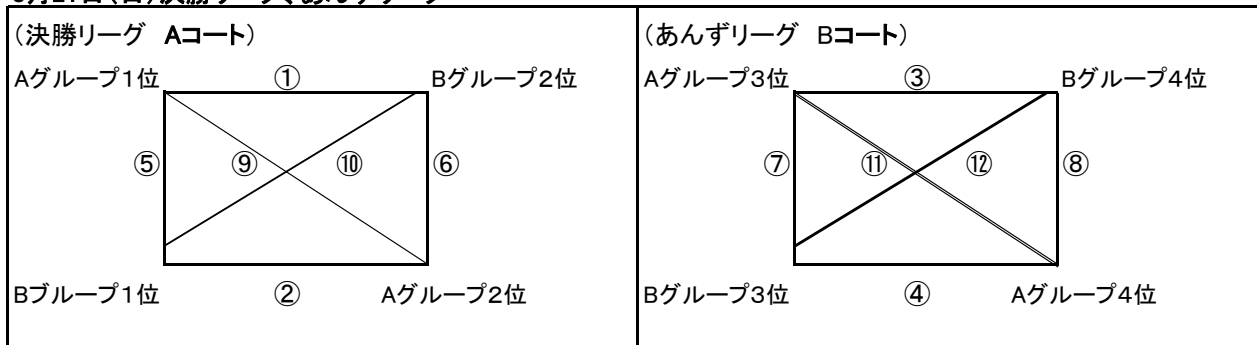 (決勝リーグ Aコート)
Aグループ1位 ① Bグループ2位
⑤ ⑨ ⑩ ⑥
Bブループ1位 ② Aグループ2位
(あんずリーグ Bコート)
Aグループ3位 ③ Bグループ4位
⑦ ⑪ ⑫ ⑧
Bグループ3位 ④ Aグループ4位